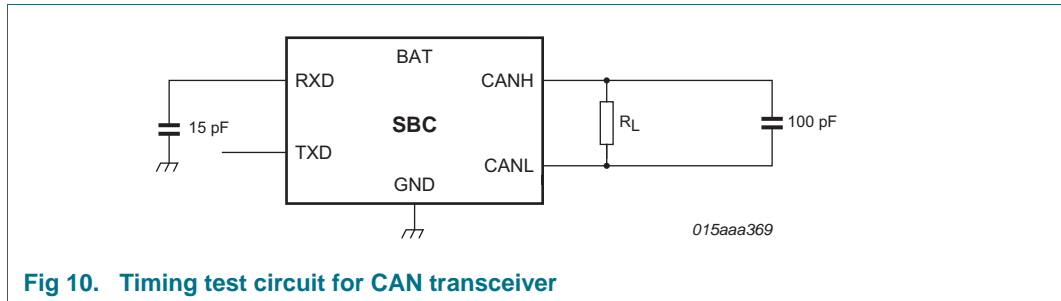 BAT
RXD
CANH
15 pF
SBC
RL
100 pF
TXD
CANL
GND
015aaa369
Fig 10. Timing test circuit for CAN transceiver